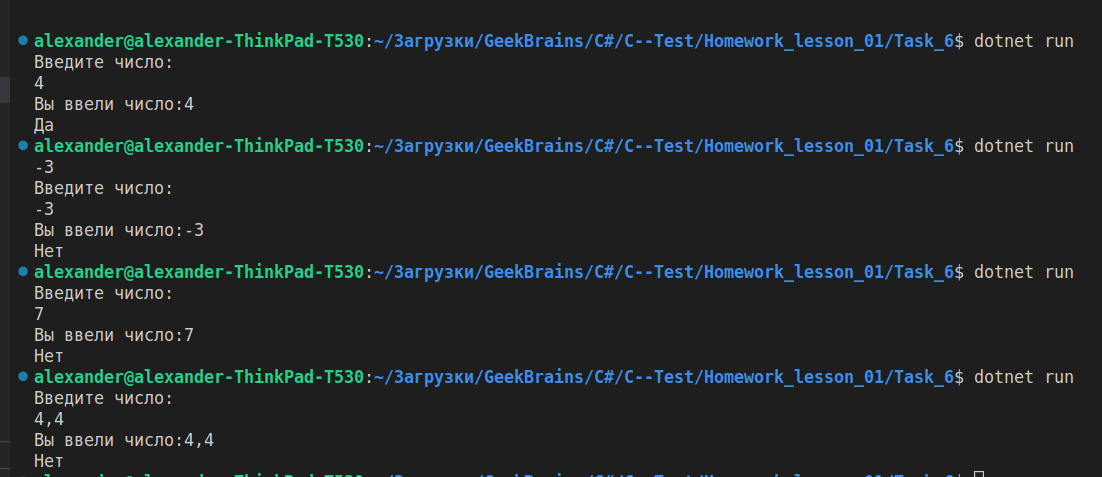 alexander@alexander-ThinkPad-T530:~/Загрузки/GeekBrains/C#/C--Test/Homework_lesson_01/Task_6$ dotnet run
Введите число:
4
Вы ввели число:4
Да
alexander@alexander-ThinkPad-T530:~/Загрузки/GeekBrains/C#/C--Test/Homework_lesson_01/Task_6$ dotnet run
-3
Введите число:
-3
Вы ввели число:-3
Нет
alexander@alexander-ThinkPad-T530:~/Загрузки/GeekBrains/C#/C--Test/Homework_lesson_01/Task_6$ dotnet run
Введите число:
7
Вы ввели число:7
Нет
alexander@alexander-ThinkPad-T530:~/Загрузки/GeekBrains/C#/C--Test/Homework_lesson_01/Task_6$ dotnet run
Введите число:
4,4
Вы ввели число:4,4
Нет